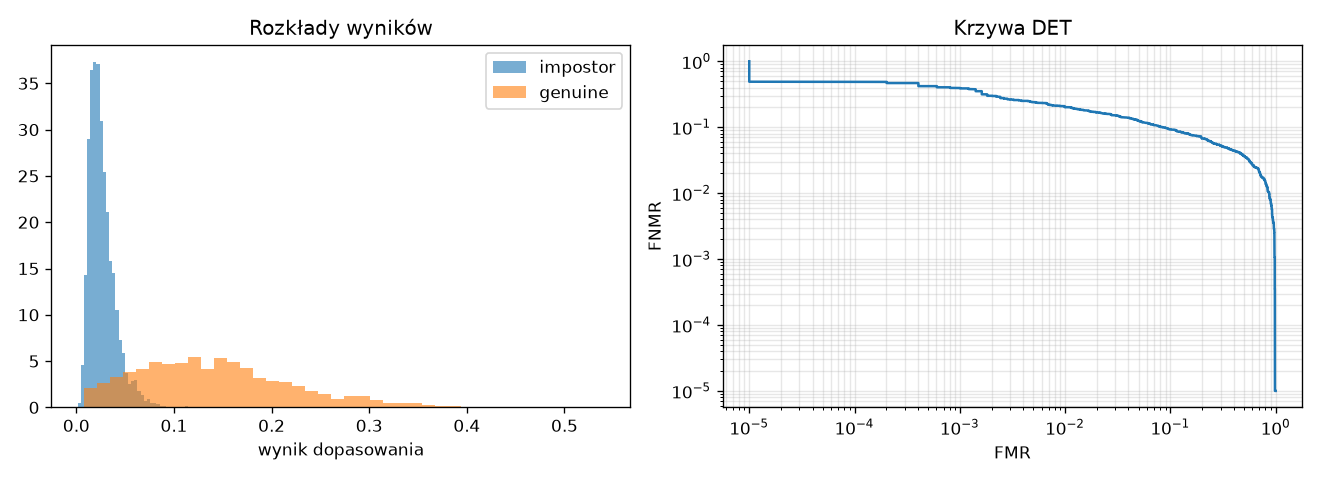 Rozkłady wyników
35
30
25
20
15
10
5
0
impostor
genuine
0.0 0.1 0.2 0.3 0.4 0.5
wynik dopasowania
Krzywa DET
10⁰
10⁻¹
10⁻²
10⁻³
10⁻⁴
10⁻⁵
FNMR
10⁻⁵ 10⁻⁴ 10⁻³ 10⁻² 10⁻¹ 10⁰
FMR